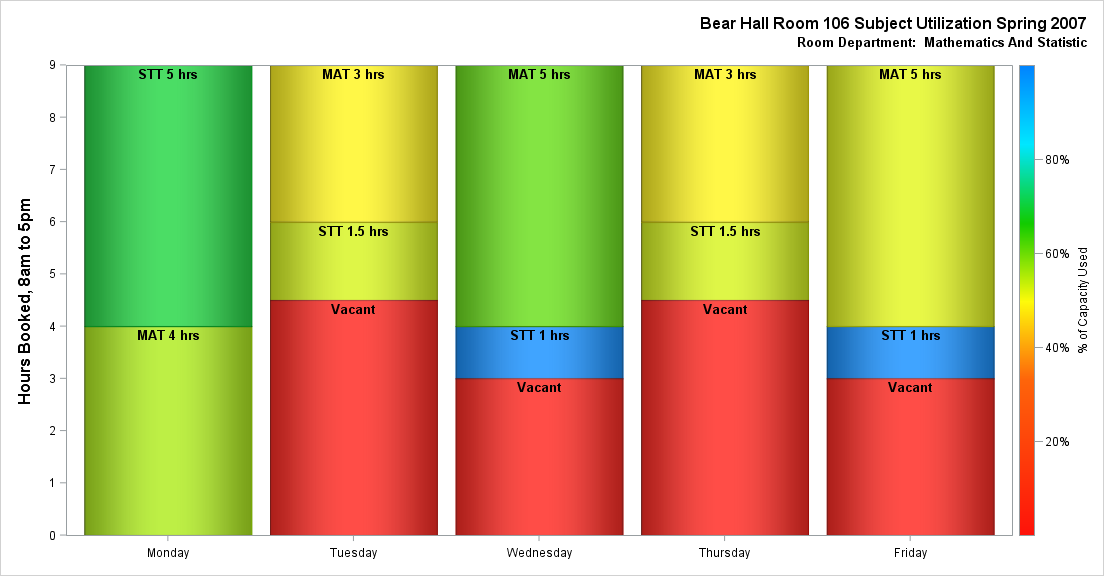 Bear Hall Room 106 Subject Utilization Spring 2007
Room Department:  Mathematics And Statistic
Hours Booked, 8am to 5pm
9
8
7
6
5
4
3
2
1
0
STT 5 hrs
MAT 4 hrs
MAT 3 hrs
STT 1.5 hrs
Vacant
MAT 5 hrs
STT 1 hrs
Vacant
MAT 3 hrs
STT 1.5 hrs
Vacant
MAT 5 hrs
STT 1 hrs
Vacant
Monday
Tuesday
Wednesday
Thursday
Friday
80%
60%
40%
20%
% of Capacity Used